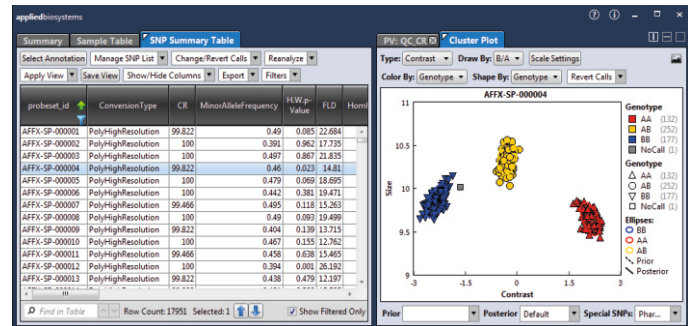 appliedbiosystems
Summary Sample Table SNP Summary Table
Select Annotation Manage SNP List Change/Revert Calls Reanalyze
Apply View Save View Show/Hide Columns Export Filters
probeset_id ConversionType CR MinorAlleleFrequency H.W.p-Value FLD HomI
AFFX-SP-000001 PolyHighResolution 99.822 0.49 0.085 22.684
AFFX-SP-000002 PolyHighResolution 100 0.391 0.962 17.735
AFFX-SP-000003 PolyHighResolution 100 0.497 0.867 21.835
AFFX-SP-000004 PolyHighResolution 99.822 0.46 0.023 14.81
AFFX-SP-000005 PolyHighResolution 100 0.479 0.069 18.695
AFFX-SP-000006 PolyHighResolution 100 0.442 0.381 19.471
AFFX-SP-000007 PolyHighResolution 99.466 0.495 0.118 15.263
AFFX-SP-000008 PolyHighResolution 100 0.49 0.093 19.499
AFFX-SP-000009 PolyHighResolution 99.822 0.404 0.139 13.715
AFFX-SP-000010 PolyHighResolution 100 0.467 0.155 12.762
AFFX-SP-000011 PolyHighResolution 99.466 0.458 0.638 15.465
AFFX-SP-000012 PolyHighResolution 100 0.394 0.001 26.192
AFFX-SP-000013 PolyHighResolution 99.822 0.438 0.479 12.197
Find in Table Row Count: 17951 Selected: 1 Show Filtered Only
PV: QC_CR Cluster Plot
Type: Contrast Draw By: B/A Scale Settings
Color By: Genotype Shape By: Genotype Revert Calls
AFFX-SP-000004
11
10.5
10
9.5
9
Size
-3 -1.5 0 1.5 3
Contrast
Genotype
AA (132)
AB (252)
BB (177)
NoCall (1)
Genotype
AA (132)
AB (252)
BB (177)
NoCall (1)
Ellipses:
BB
AA
AB
Prior
Posterior
Prior Posterior Default Special SNPs: Phar...